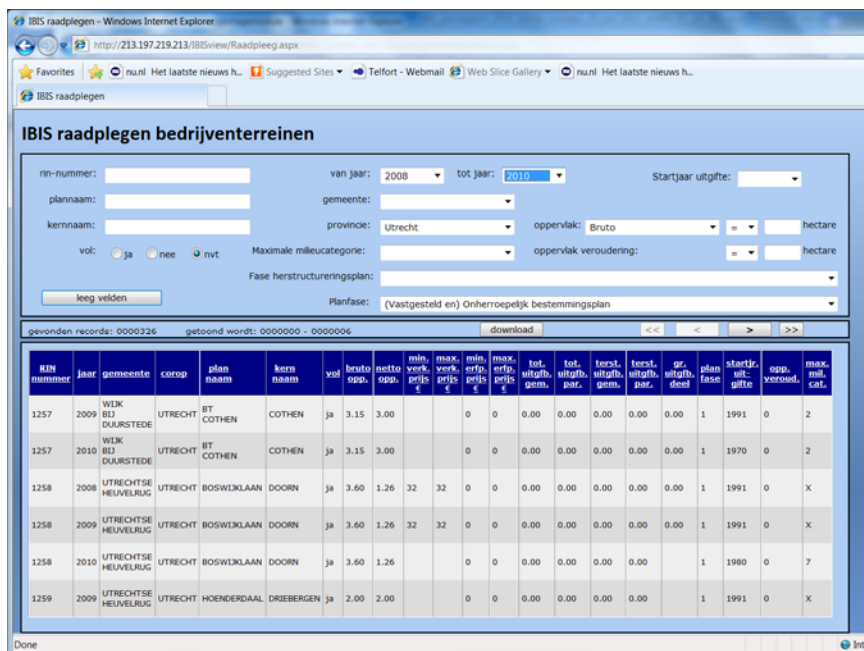 IBIS raadplegen - Windows Internet Explorer
http://213.197.219.213/IBISview/Raadpleeg.aspx
Favorites nu.nl Het laatste nieuws h... Suggested Sites Telfort - Webmail Web Slice Gallery nu.nl Het laatste nieuws h...
IBIS raadplegen
IBIS raadplegen bedrijventerreinen
rin-nummer: van jaar: 2008 tot jaar: 2010 Startjaar uitgifte:
plannaam: gemeente:
kernnaam: provincie: Utrecht oppervlak: Bruto = hectare
vol: ja nee nvt Maximale milieucategorie: oppervlak veroudering: = hectare
Fase herstructureringsplan:
leeg velden Planfase: (Vastgesteld en) Onherroepelijk bestemmingsplan
gevonden records: 0000326 getoond wordt: 0000000 - 0000006 download << < > >>
RIN nummer jaar gemeente corop plan naam kern naam vol bruto opp. netto opp. min. verk. prijs € max. verk. prijs € min. erfp. prijs € max. erfp. prijs € tot. uitgfb. gem. tot. uitgfb. par. terst. uitgfb. gem. terst. uitgfb. par. gr. uitgfb. deel plan fase startjr. uit- gifte opp. veroud. max. mil. cat.
1257 2009 WIJK BIJ DUURSTEDE UTRECHT BT COTHEN COTHEN ja 3.15 3.00 0 0 0.00 0.00 0.00 0.00 0.00 1 1991 0 2
1257 2010 WIJK BIJ DUURSTEDE UTRECHT BT COTHEN COTHEN ja 3.15 3.00 0 0 0.00 0.00 0.00 0.00 0.00 1 1970 0 2
1258 2008 UTRECHTSE HEUVELRUG UTRECHT BOSWIJKLAAN DOORN ja 3.60 1.26 32 32 0 0 0.00 0.00 0.00 0.00 0.00 1 1991 0 X
1258 2009 UTRECHTSE HEUVELRUG UTRECHT BOSWIJKLAAN DOORN ja 3.60 1.26 32 32 0 0 0.00 0.00 0.00 0.00 0.00 1 1991 0 X
1258 2010 UTRECHTSE HEUVELRUG UTRECHT BOSWIJKLAAN DOORN ja 3.60 1.26 0 0 0.00 0.00 0.00 0.00 1 1980 0 7
1259 2009 UTRECHTSE HEUVELRUG UTRECHT HOENDERDAAL DRIEBERGEN ja 2.00 2.00 0 0 0.00 0.00 0.00 0.00 1 1991 0 X
Done Int